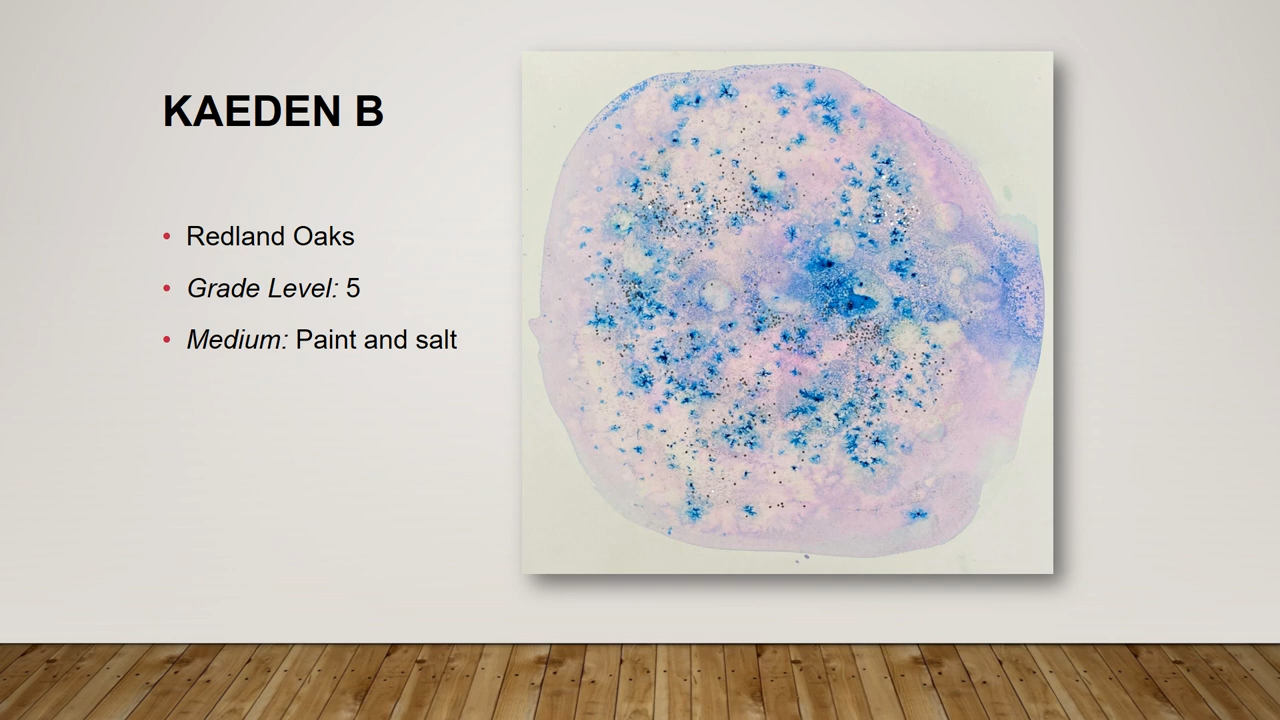 KAEDEN B
• Redland Oaks
• Grade Level: 5
• Medium: Paint and salt